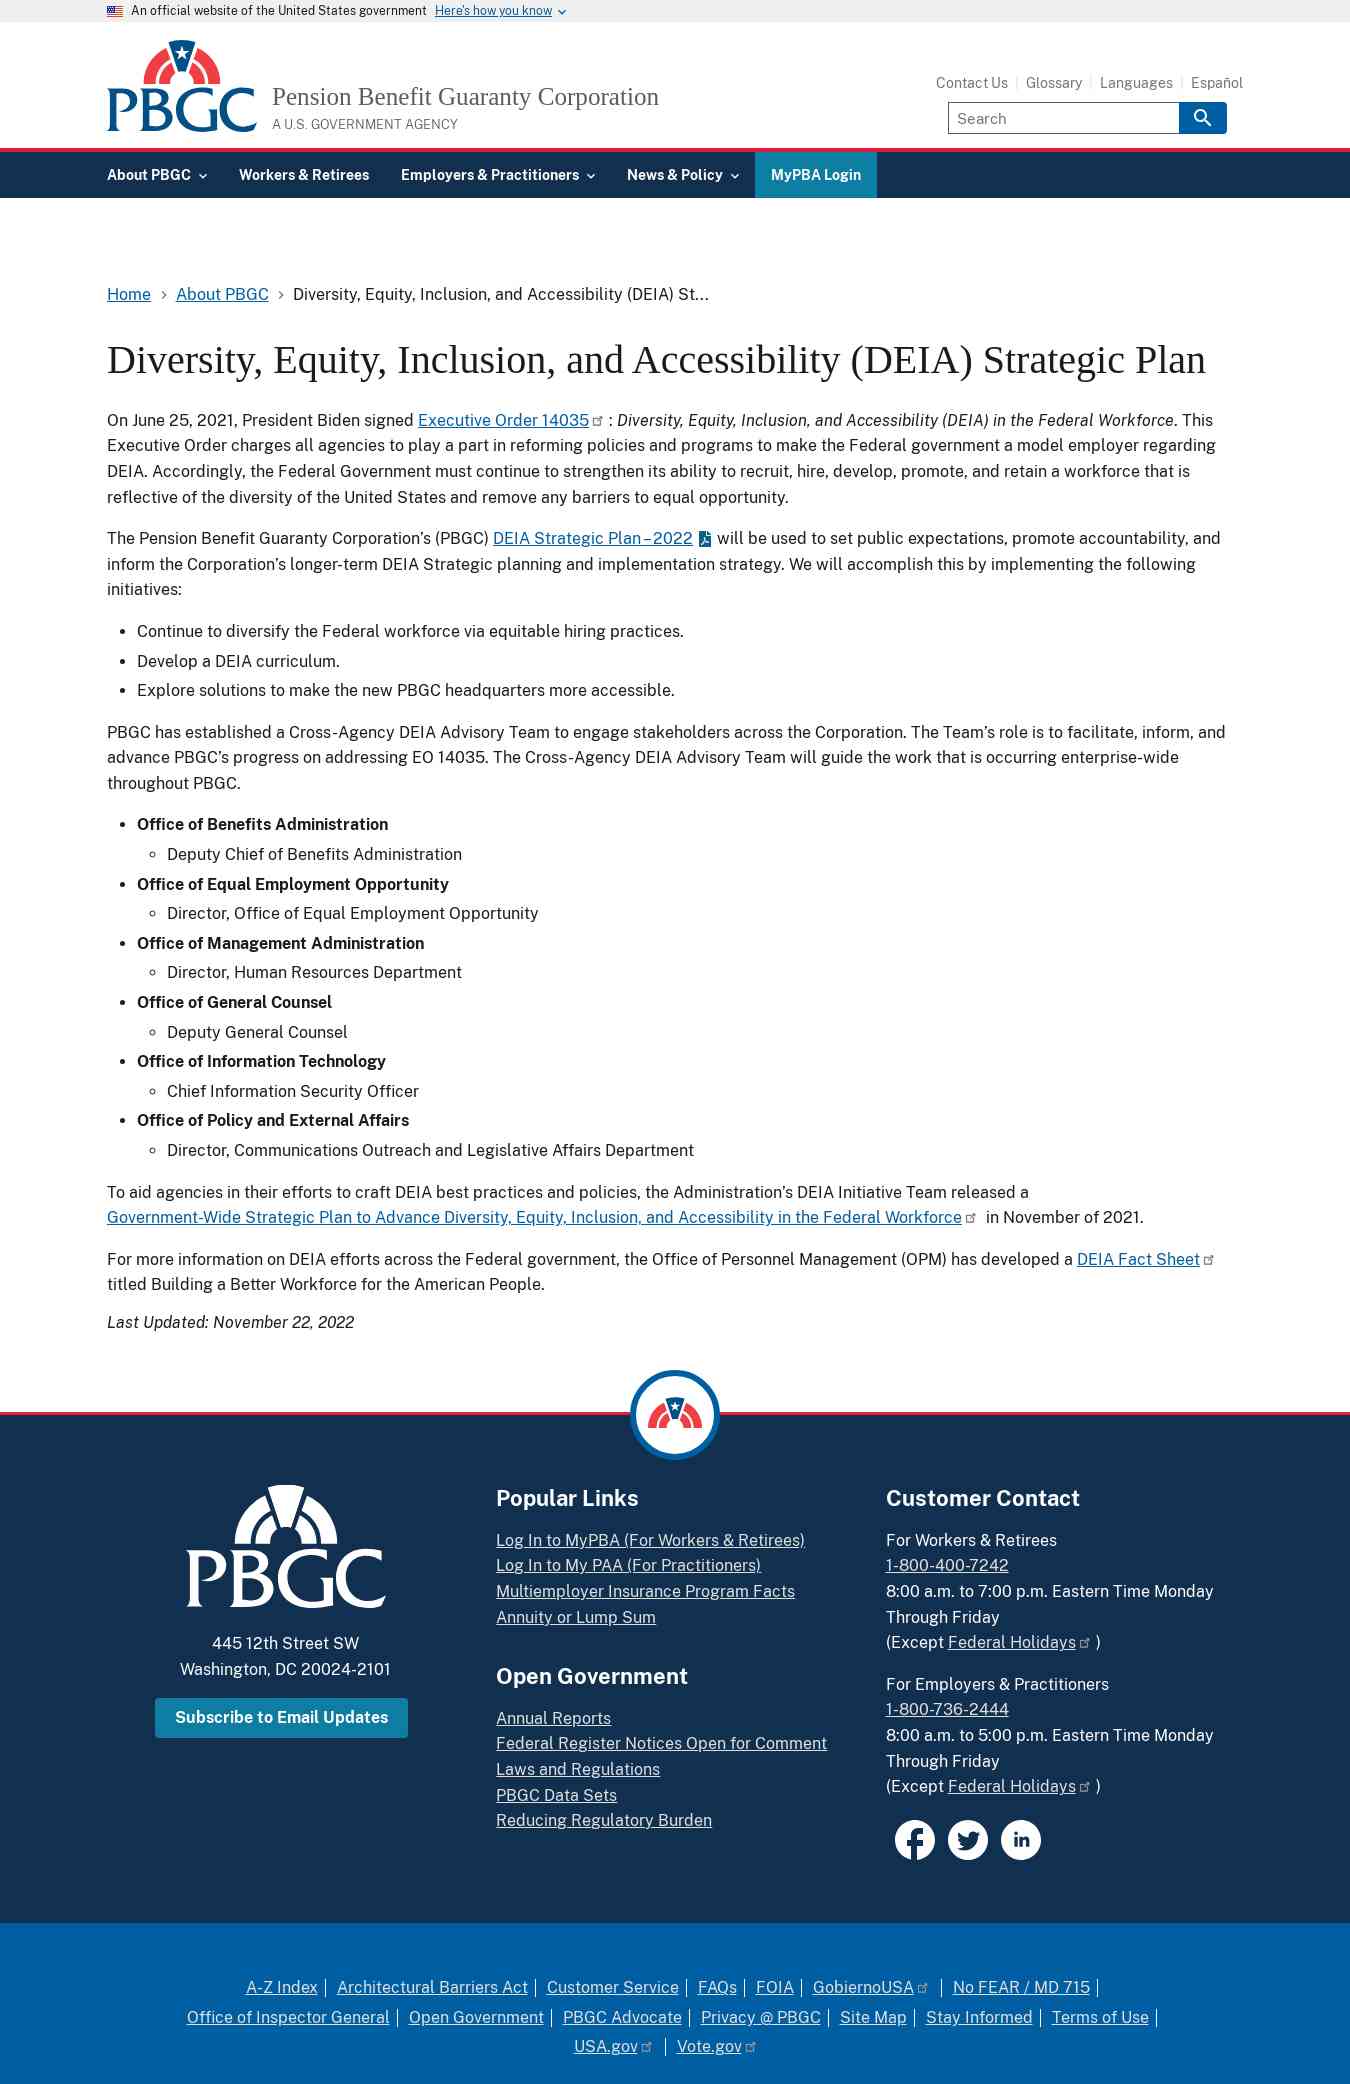 An official website of the United States government Here's how you know
PBGC
Pension Benefit Guaranty Corporation
A U.S. GOVERNMENT AGENCY
Contact Us Glossary Languages Español
Search
About PBGC Workers & Retirees Employers & Practitioners News & Policy MyPBA Login
Home About PBGC Diversity, Equity, Inclusion, and Accessibility (DEIA) St...
Diversity, Equity, Inclusion, and Accessibility (DEIA) Strategic Plan
On June 25, 2021, President Biden signed Executive Order 14035 : Diversity, Equity, Inclusion, and Accessibility (DEIA) in the Federal Workforce. This
Executive Order charges all agencies to play a part in reforming policies and programs to make the Federal government a model employer regarding
DEIA. Accordingly, the Federal Government must continue to strengthen its ability to recruit, hire, develop, promote, and retain a workforce that is
reflective of the diversity of the United States and remove any barriers to equal opportunity.
The Pension Benefit Guaranty Corporation's (PBGC) DEIA Strategic Plan – 2022 will be used to set public expectations, promote accountability, and
inform the Corporation's longer-term DEIA Strategic planning and implementation strategy. We will accomplish this by implementing the following
initiatives:
• Continue to diversify the Federal workforce via equitable hiring practices.
• Develop a DEIA curriculum.
• Explore solutions to make the new PBGC headquarters more accessible.
PBGC has established a Cross-Agency DEIA Advisory Team to engage stakeholders across the Corporation. The Team's role is to facilitate, inform, and
advance PBGC's progress on addressing EO 14035. The Cross-Agency DEIA Advisory Team will guide the work that is occurring enterprise-wide
throughout PBGC.
• Office of Benefits Administration
◦ Deputy Chief of Benefits Administration
• Office of Equal Employment Opportunity
◦ Director, Office of Equal Employment Opportunity
• Office of Management Administration
◦ Director, Human Resources Department
• Office of General Counsel
◦ Deputy General Counsel
• Office of Information Technology
◦ Chief Information Security Officer
• Office of Policy and External Affairs
◦ Director, Communications Outreach and Legislative Affairs Department
To aid agencies in their efforts to craft DEIA best practices and policies, the Administration's DEIA Initiative Team released a
Government-Wide Strategic Plan to Advance Diversity, Equity, Inclusion, and Accessibility in the Federal Workforce in November of 2021.
For more information on DEIA efforts across the Federal government, the Office of Personnel Management (OPM) has developed a DEIA Fact Sheet
titled Building a Better Workforce for the American People.
Last Updated: November 22, 2022
PBGC
445 12th Street SW
Washington, DC 20024-2101
Subscribe to Email Updates
Popular Links
Log In to MyPBA (For Workers & Retirees)
Log In to My PAA (For Practitioners)
Multiemployer Insurance Program Facts
Annuity or Lump Sum
Open Government
Annual Reports
Federal Register Notices Open for Comment
Laws and Regulations
PBGC Data Sets
Reducing Regulatory Burden
Customer Contact
For Workers & Retirees
1-800-400-7242
8:00 a.m. to 7:00 p.m. Eastern Time Monday
Through Friday
(Except Federal Holidays )
For Employers & Practitioners
1-800-736-2444
8:00 a.m. to 5:00 p.m. Eastern Time Monday
Through Friday
(Except Federal Holidays )
in
A-Z Index Architectural Barriers Act Customer Service FAQs FOIA GobiernoUSA No FEAR / MD 715
Office of Inspector General Open Government PBGC Advocate Privacy @ PBGC Site Map Stay Informed Terms of Use
USA.gov Vote.gov